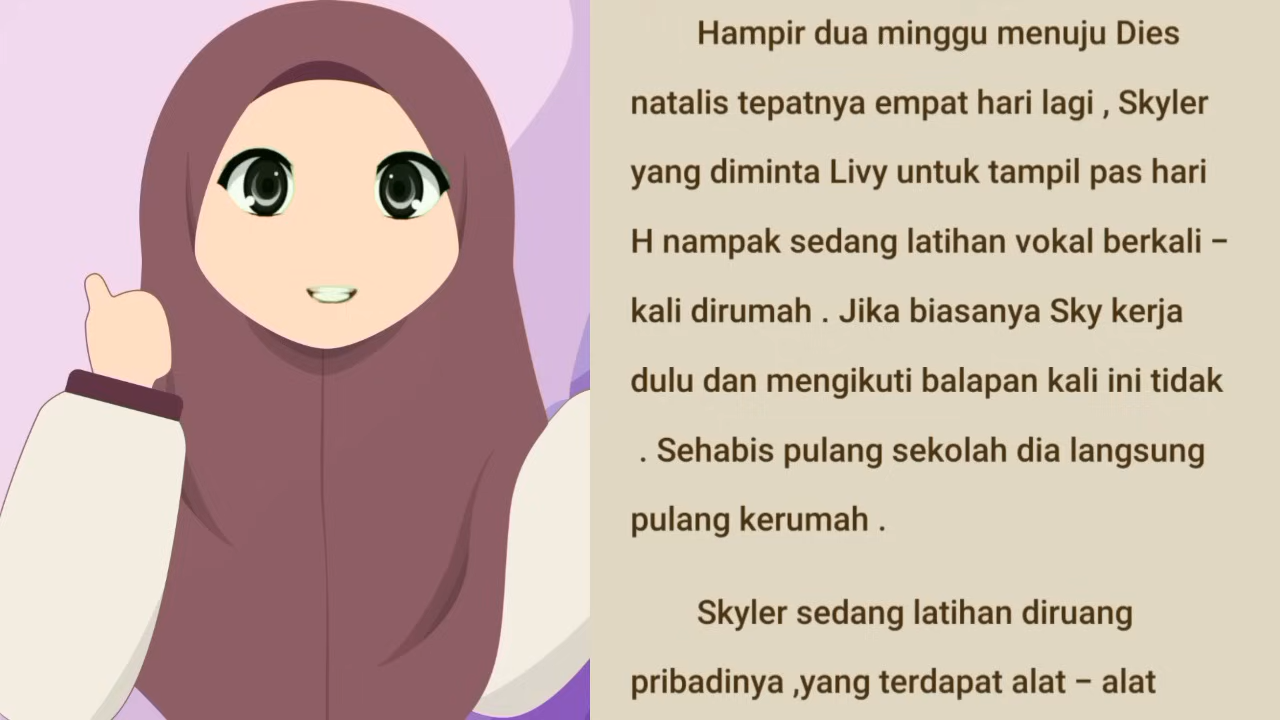 Hampir dua minggu menuju Dies
natalis tepatnya empat hari lagi , Skyler
yang diminta Livy untuk tampil pas hari
H nampak sedang latihan vokal berkali –
kali dirumah . Jika biasanya Sky kerja
dulu dan mengikuti balapan kali ini tidak
. Sehabis pulang sekolah dia langsung
pulang kerumah .
Skyler sedang latihan diruang
pribadinya ,yang terdapat alat – alat